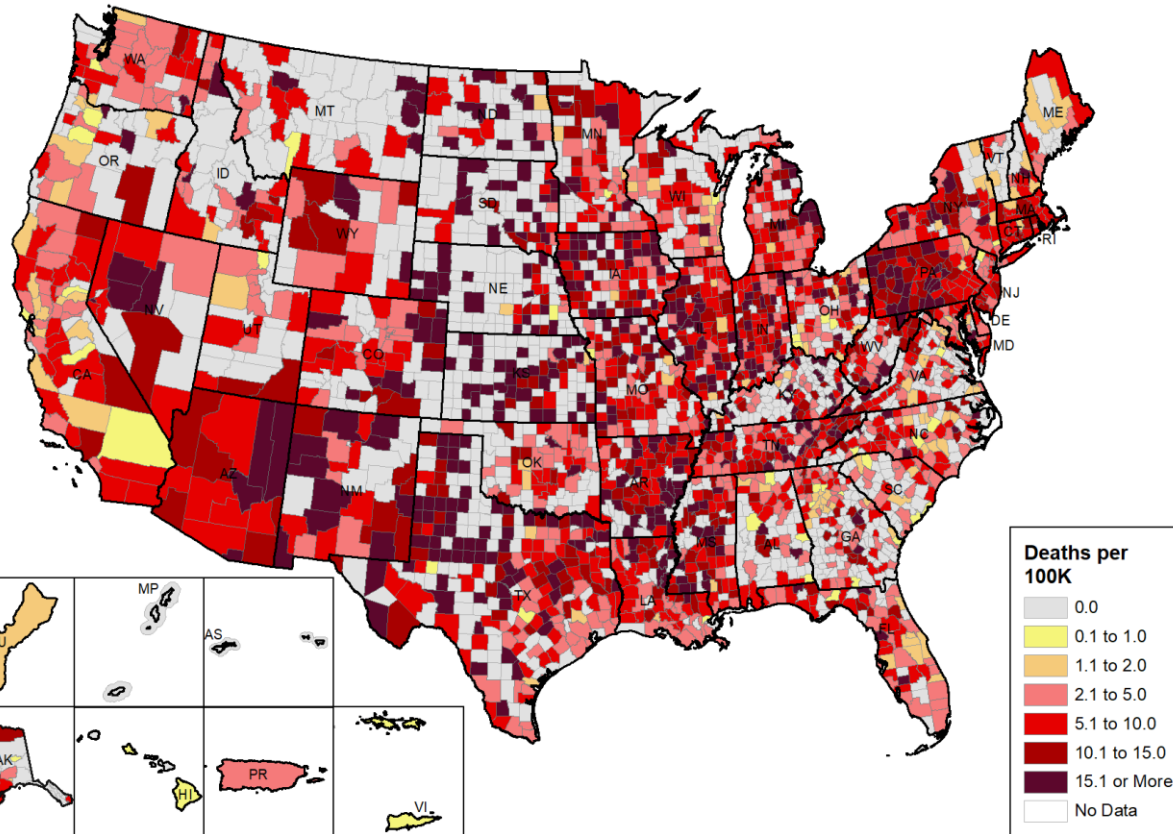 WA
MT
ND
MN
ME
OR
ID
VT
NH
WI
SD
NY
MA
MI
WY
CT
RI
IA
PA
NE
NV
NJ
OH
IL
IN
UT
DE
CO
WV
MD
CA
KS
MO
VA
KY
NC
TN
OK
AZ
NM
AR
SC
MS
AL
GA
TX
LA
FL
MP
AS
AK
HI
PR
VI
Deaths per
100K
0.0
0.1 to 1.0
1.1 to 2.0
2.1 to 5.0
5.1 to 10.0
10.1 to 15.0
15.1 or More
No Data